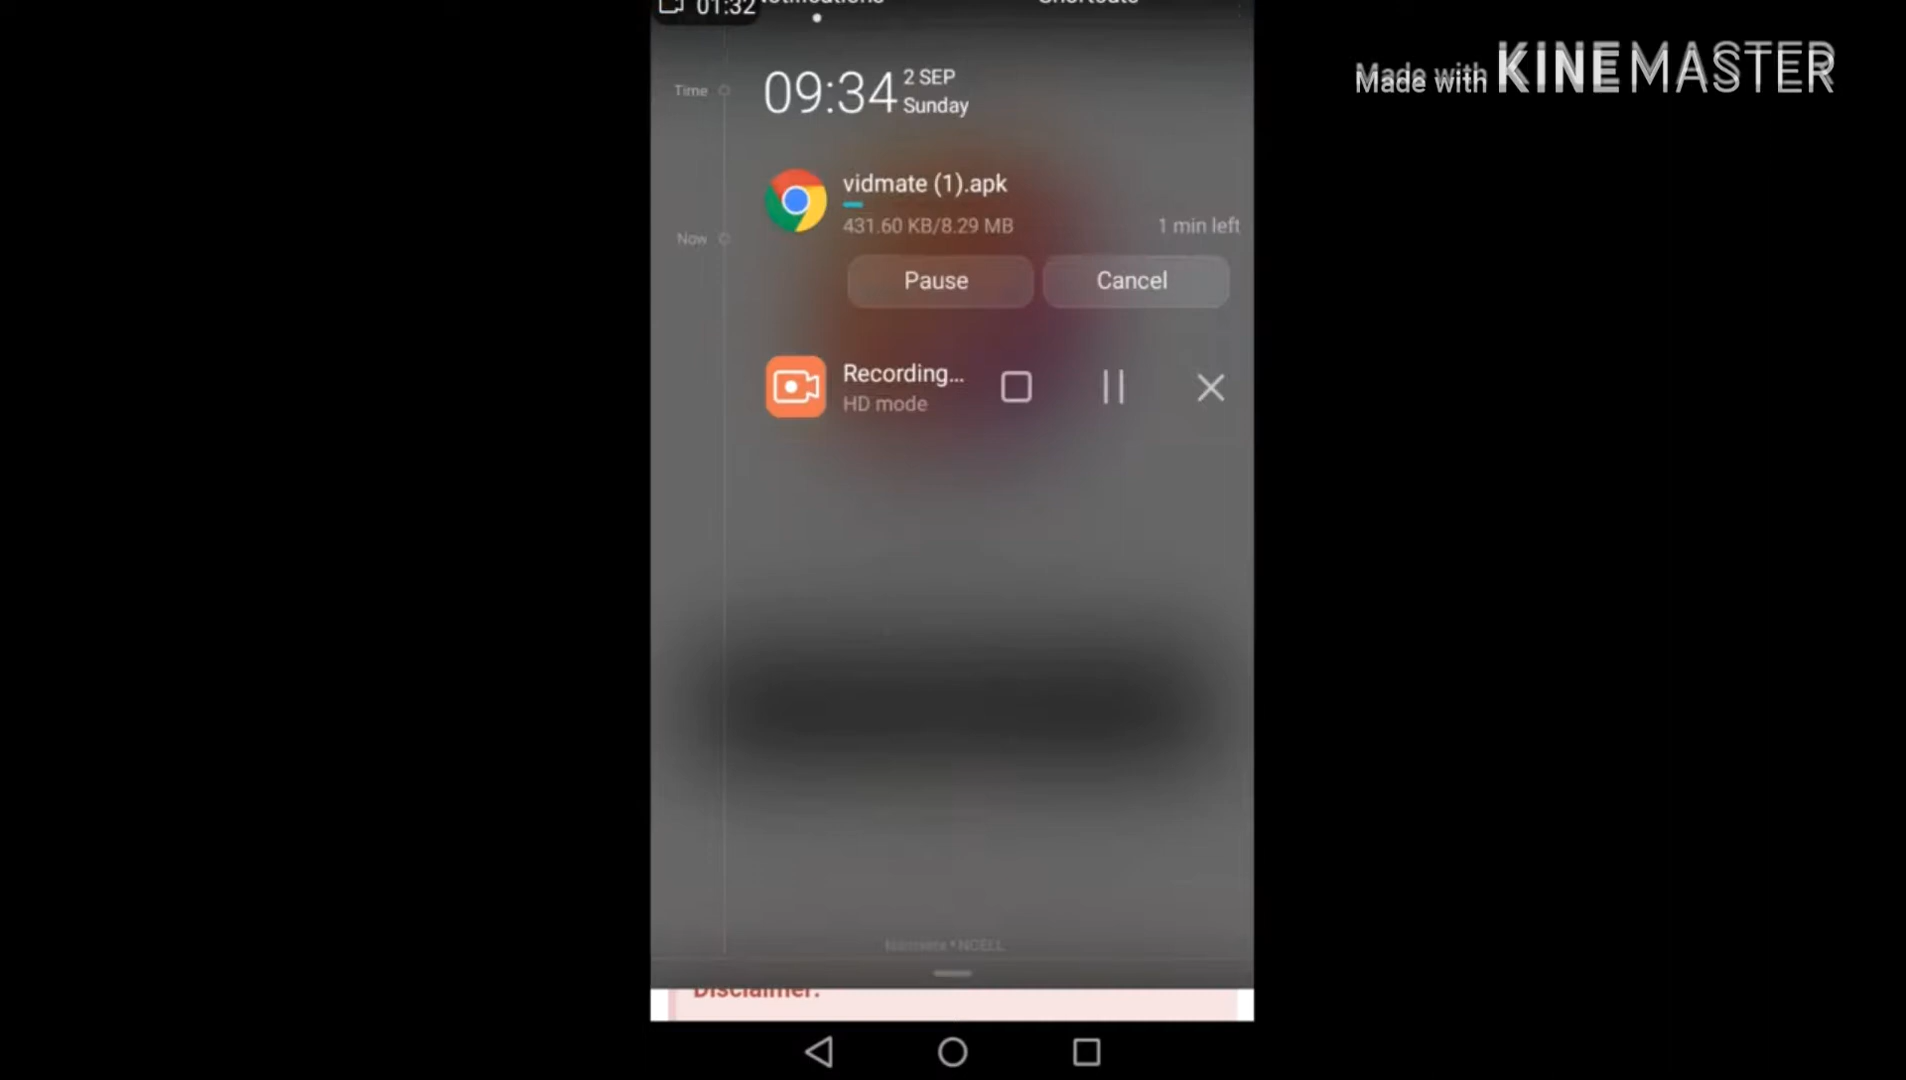 01:32
Notifications
Shortcuts
Made with KINEMASTER
Time
09:34
2 SEP
Sunday
vidmate (1).apk
431.60 KB/8.29 MB
1 min left
Now
Pause
Cancel
Recording...
HD mode
NCELL
Disclaimer: